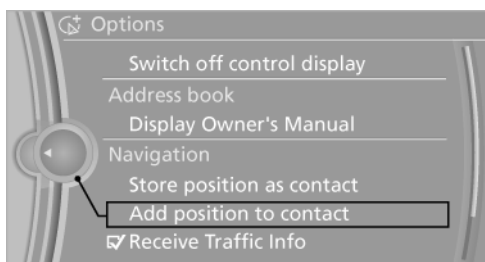 Options
Switch off control display
Address book
Display Owner's Manual
Navigation
Store position as contact
Add position to contact
Receive Traffic Info